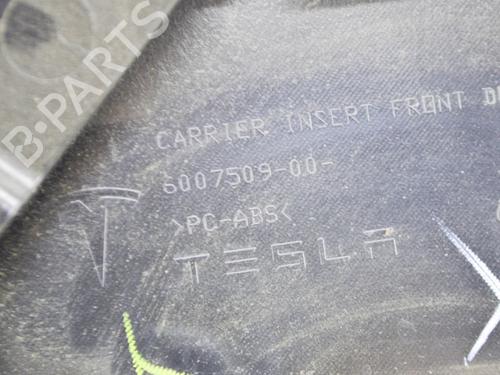 B-PARTS
CARRIER INSERT FRONT
6007509-00-
>PC-ABS<
TESLA